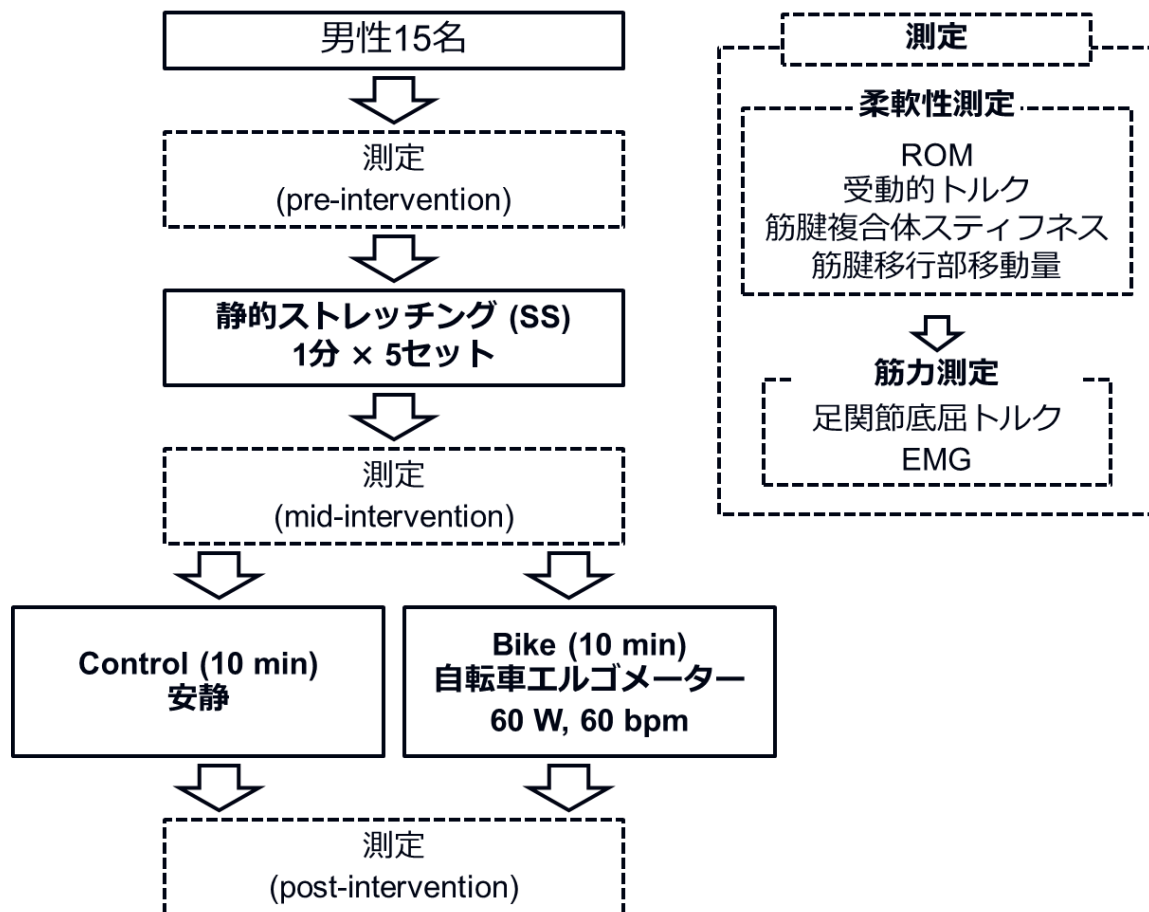 男性15名
測定
(pre-intervention)
静的ストレッチング (SS)
1分 × 5セット
測定
(mid-intervention)
Control (10 min)
安静
Bike (10 min)
自転車エルゴメーター
60 W, 60 bpm
測定
(post-intervention)
測定
柔軟性測定
ROM
受動的トルク
筋腱複合体スティフネス
筋腱移行部移動量
筋力測定
足関節底屈トルク
EMG